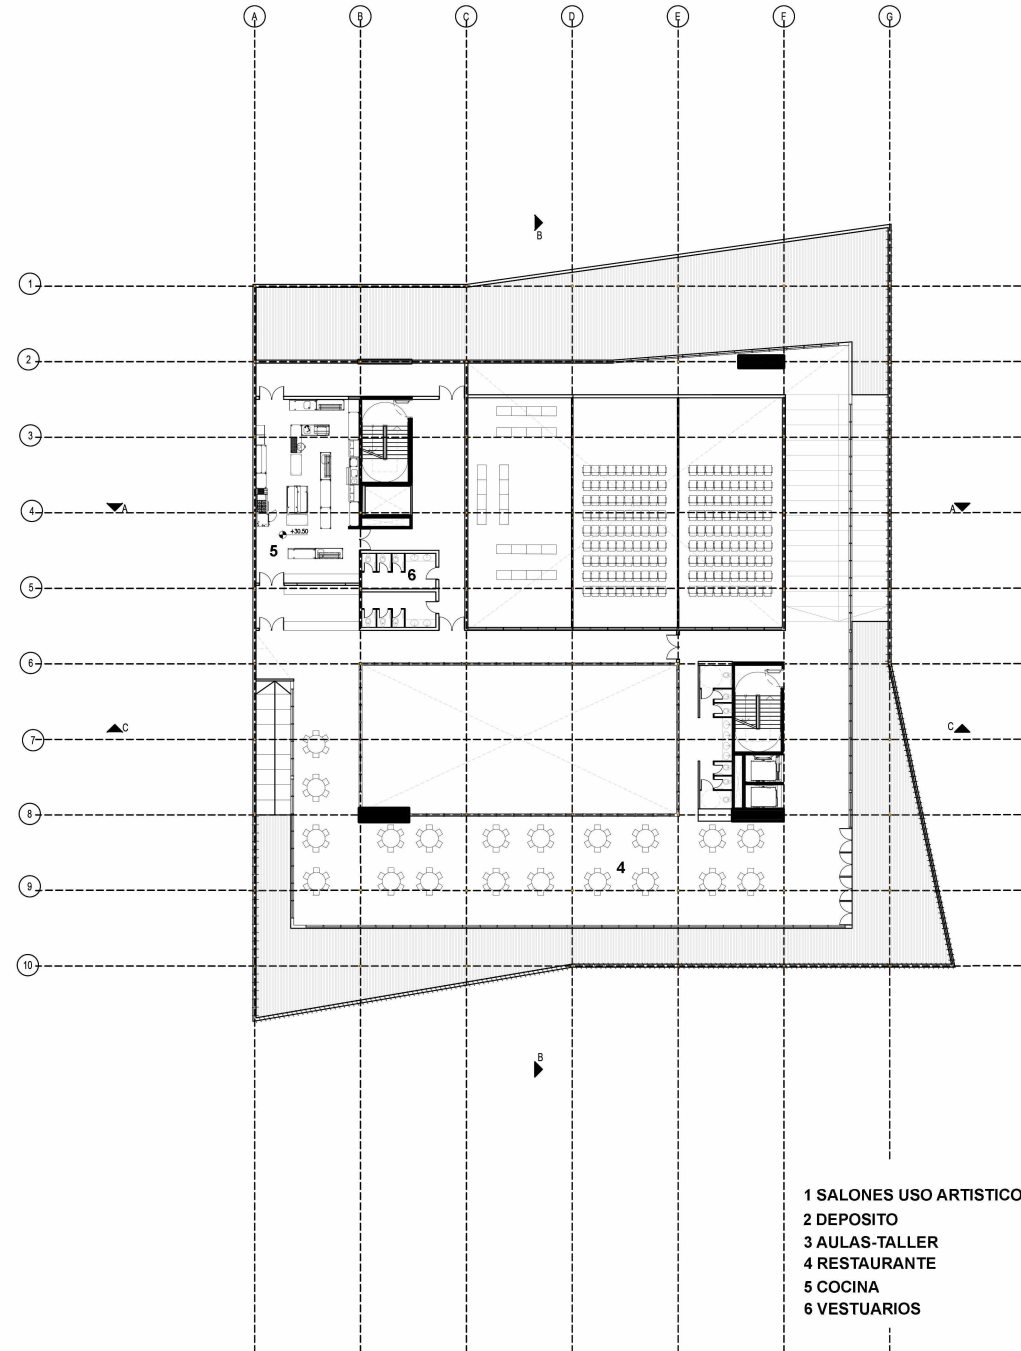 A B C D E F G
B
1
2
3
4
A A
+30.50
5
6
5
6
C C
7
8
4
9
10
B
1 SALONES USO ARTISTICO
2 DEPOSITO
3 AULAS-TALLER
4 RESTAURANTE
5 COCINA
6 VESTUARIOS